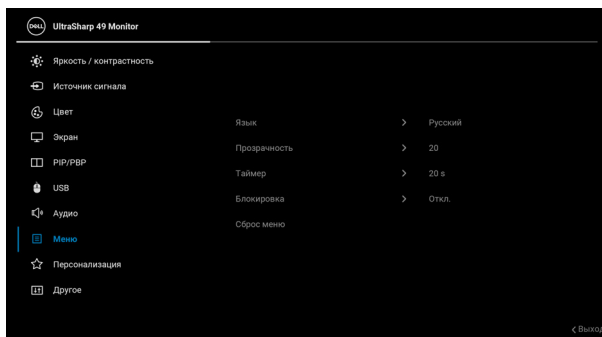 DELL UltraSharp 49 Monitor
Яркость / контрастность
Источник сигнала
Цвет
Экран
PIP/PBP
USB
Аудио
Меню
Персонализация
Другое
Язык > Русский
Прозрачность > 20
Таймер > 20 s
Блокировка > Откл.
Сброс меню
< Выход